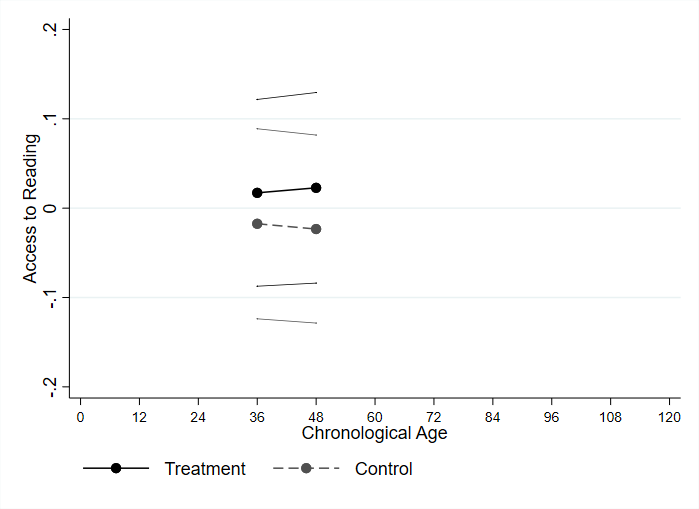 .2
.1
0
-.1
-.2
Access to Reading
0 12 24 36 48 60 72 84 96 108 120
Chronological Age
Treatment Control